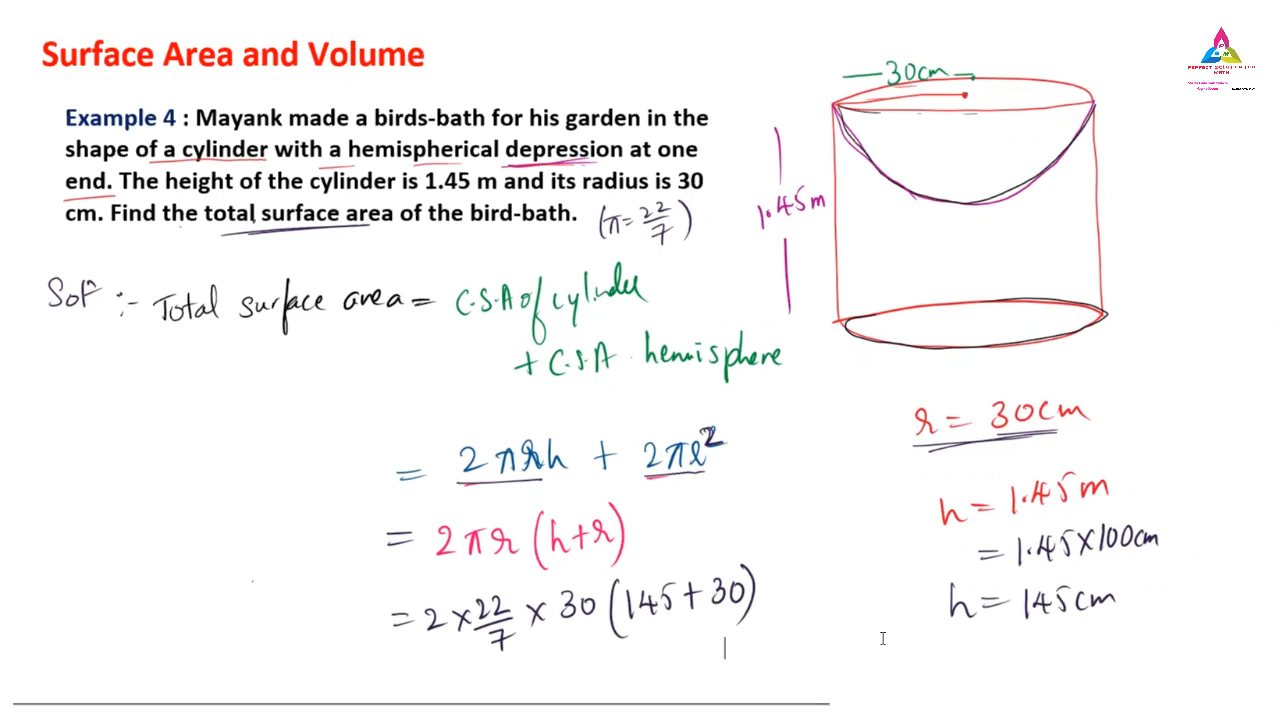 Surface Area and Volume
Example 4 : Mayank made a birds-bath for his garden in the
shape of a cylinder with a hemispherical depression at one
end. The height of the cylinder is 1.45 m and its radius is 30
cm. Find the total surface area of the bird-bath.
(π=22/7)
30cm
1.45m
Sol :- Total surface area = C.S.A of cylinder
+ C.S.A hemisphere
= 2πrh + 2πr²
= 2πr (h+r)
= 2 × 22/7 × 30 (145+30)
r = 30cm
h = 1.45m
= 1.45×100cm
h = 145cm
MATH